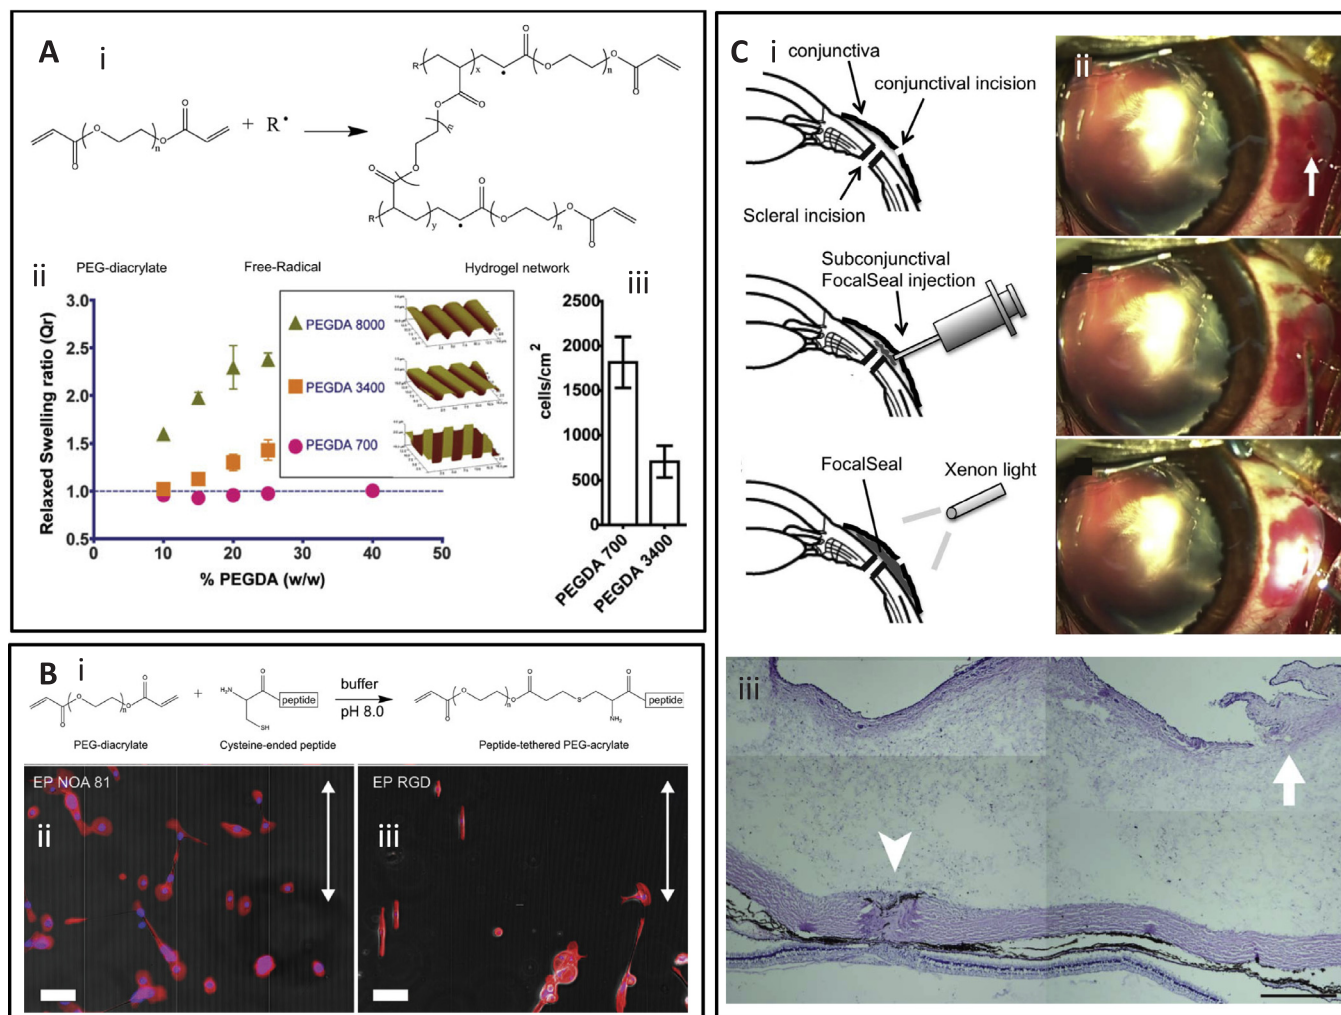 A
i
R
x
n
n
+ R•
y
R
n
ii
PEG-diacrylate
Free-Radical
Hydrogel network
iii
Relaxed Swelling ratio (Qr)
3.0
2.5
2.0
1.5
1.0
0.5
0
10
20
30
40
50
% PEGDA (w/w)
PEGDA 8000
PEGDA 3400
PEGDA 700
cells/cm2
2500
2000
1500
1000
500
0
PEGDA 700
PEGDA 3400
B
i
n
+
H2N
O
SH
peptide
buffer
pH 8.0
n
S
NH2
peptide
PEG-diacrylate
Cysteine-ended peptide
Peptide-tethered PEG-acrylate
EP NOA 81
ii
EP RGD
iii
C
i
conjunctiva
conjunctival incision
Scleral incision
ii
Subconjunctival
FocalSeal injection
FocalSeal
Xenon light
iii